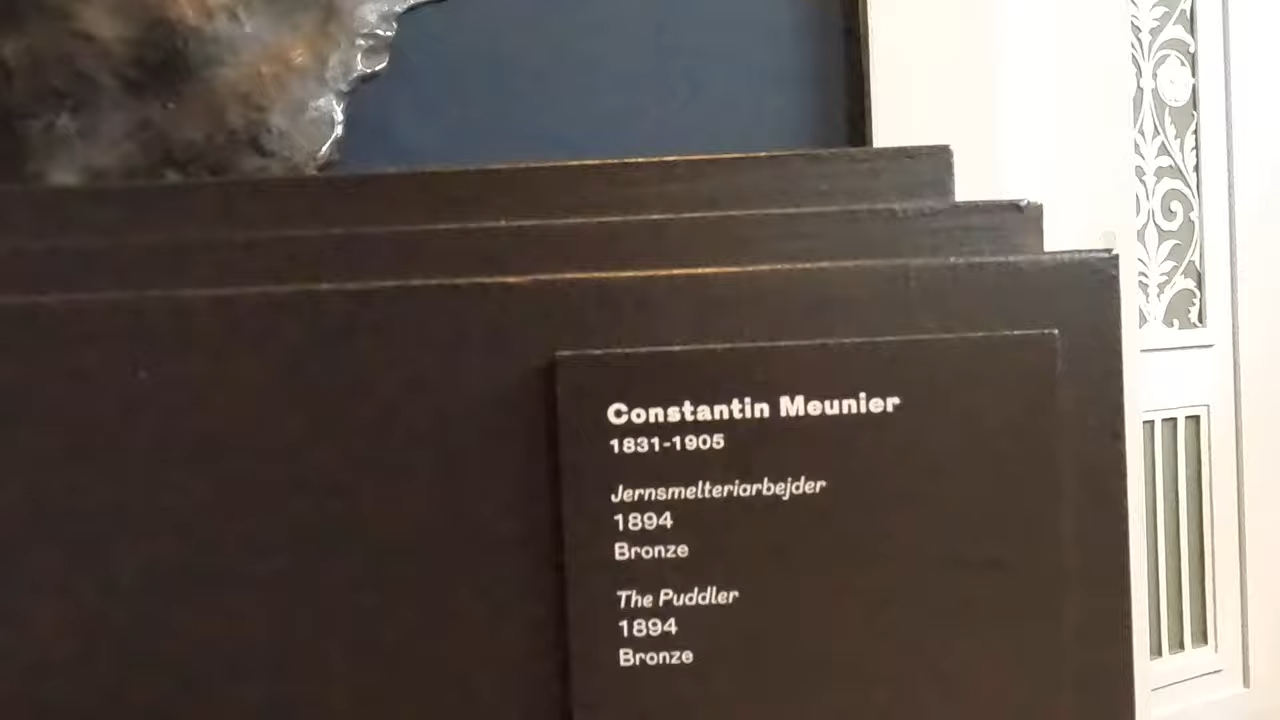 Constantin Meunier
1831-1905
Jernsmelteriarbejder
1894
Bronze
The Puddler
1894
Bronze